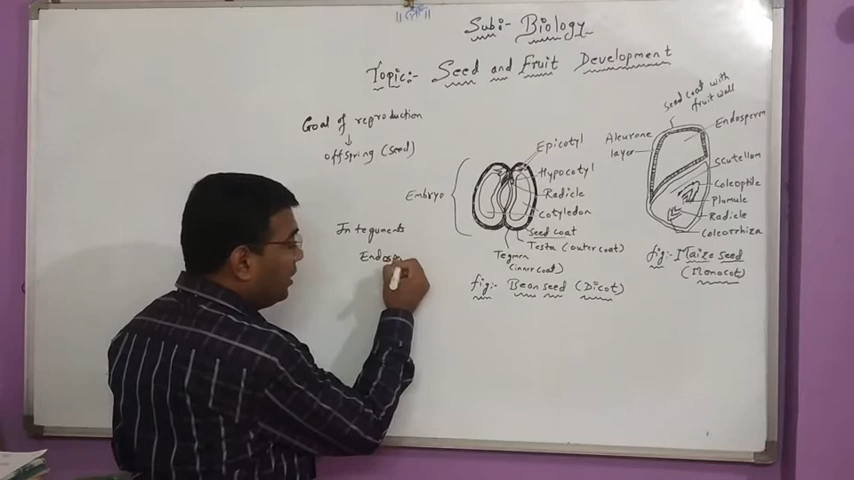 Sub:- Biology
Topic:- Seed and Fruit Development
Goal of reproduction
↓
offspring (seed)
Integuments
Endosp
Embryo
Epicotyl
Hypocotyl
Radicle
Cotyledon
Seed coat
Testa (outer coat)
Tegmen
(inner coat)
fig:- Bean seed (Dicot)
Seed coat with
fruit wall
Aleurone
layer
Endosperm
Scutellum
Coleoptile
Plumule
Radicle
Coleorrhiza
fig:- Maize seed
(Monocot)